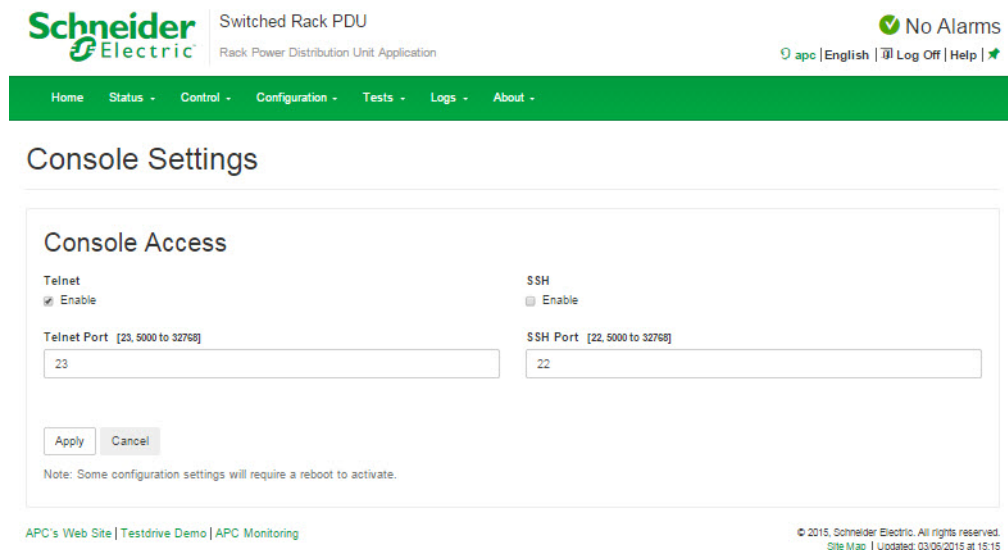 Schneider Electric
Switched Rack PDU
Rack Power Distribution Unit Application
No Alarms
apc | English | Log Off | Help |
Home Status - Control - Configuration - Tests - Logs - About -
Console Settings
Console Access
Telnet
Enable
Telnet Port [23, 5000 to 32768]
23
SSH
Enable
SSH Port [22, 5000 to 32768]
22
Apply Cancel
Note: Some configuration settings will require a reboot to activate.
APC's Web Site | Testdrive Demo | APC Monitoring
© 2015, Schneider Electric. All rights reserved.
Site Map | Updated: 03/06/2015 at 15:15